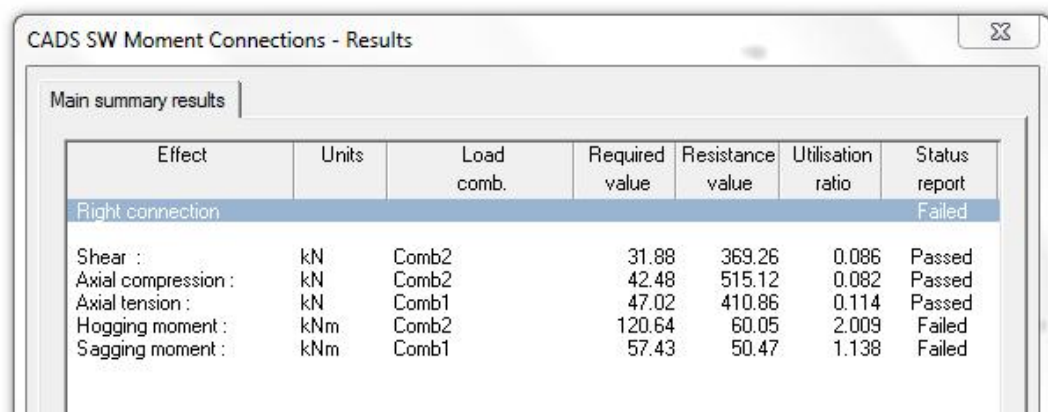 CADS SW Moment Connections - Results
Main summary results
Effect Units Load Required Resistance Utilisation Status
comb. value value ratio report
Right connection Failed
Shear : kN Comb2 31.88 369.26 0.086 Passed
Axial compression : kN Comb2 42.48 515.12 0.082 Passed
Axial tension : kN Comb1 47.02 410.86 0.114 Passed
Hogging moment : kNm Comb2 120.64 60.05 2.009 Failed
Sagging moment : kNm Comb1 57.43 50.47 1.138 Failed